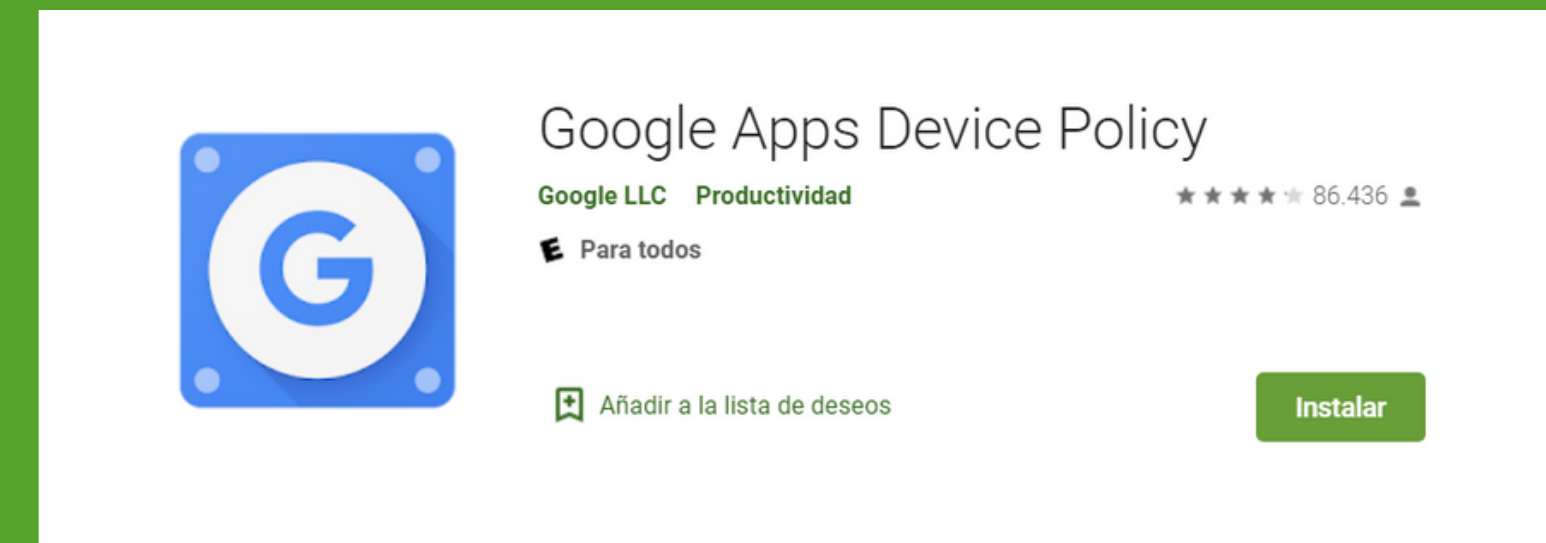 Google Apps Device Policy
Google LLC Productividad 86.436
E Para todos
Añadir a la lista de deseos Instalar
G